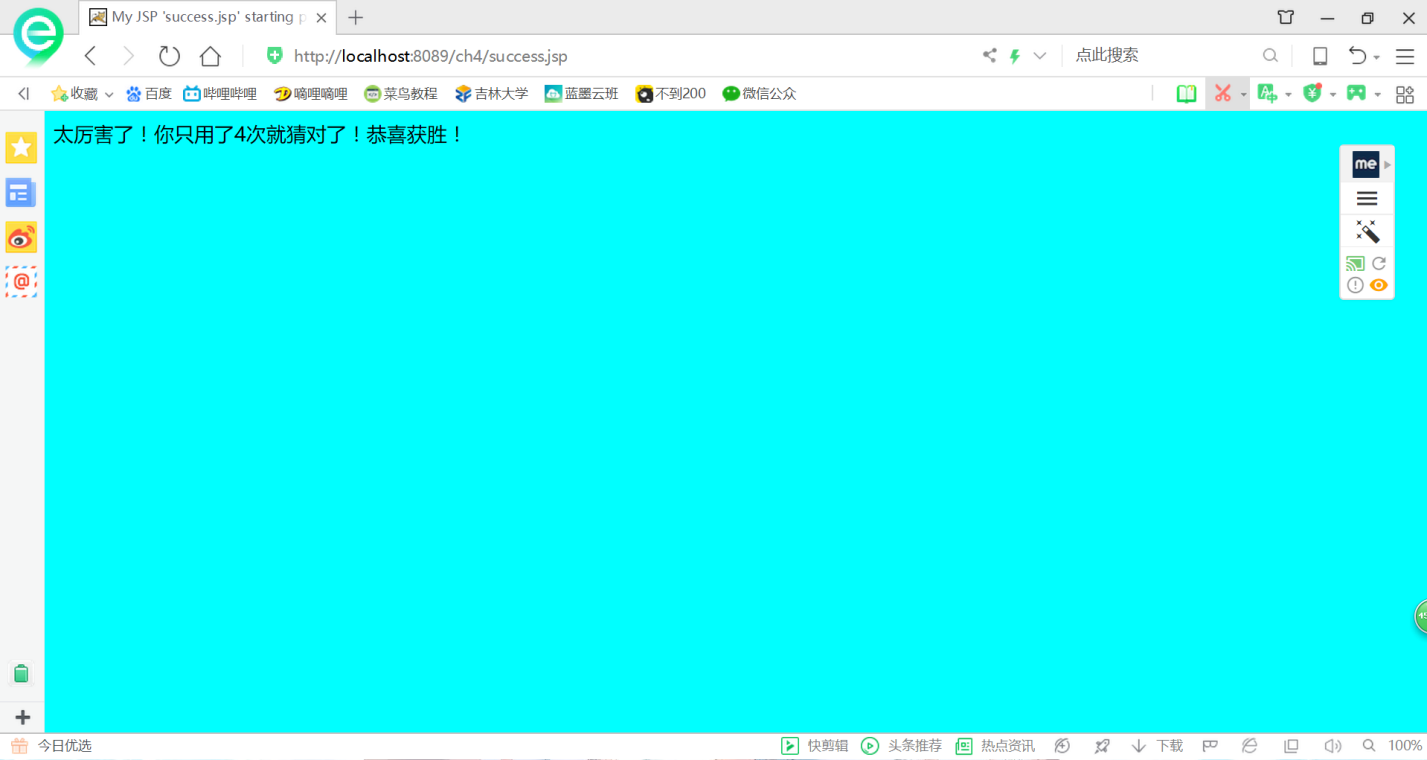 My JSP 'success.jsp' starting p
http://localhost:8089/ch4/success.jsp
点此搜索
收藏 百度 哔哩哔哩 嘀哩嘀哩 菜鸟教程 吉林大学 蓝墨云班 不到200 微信公众
太厉害了！你只用了4次就猜对了！恭喜获胜！
me
今日优选 快剪辑 头条推荐 热点资讯 下载 100%